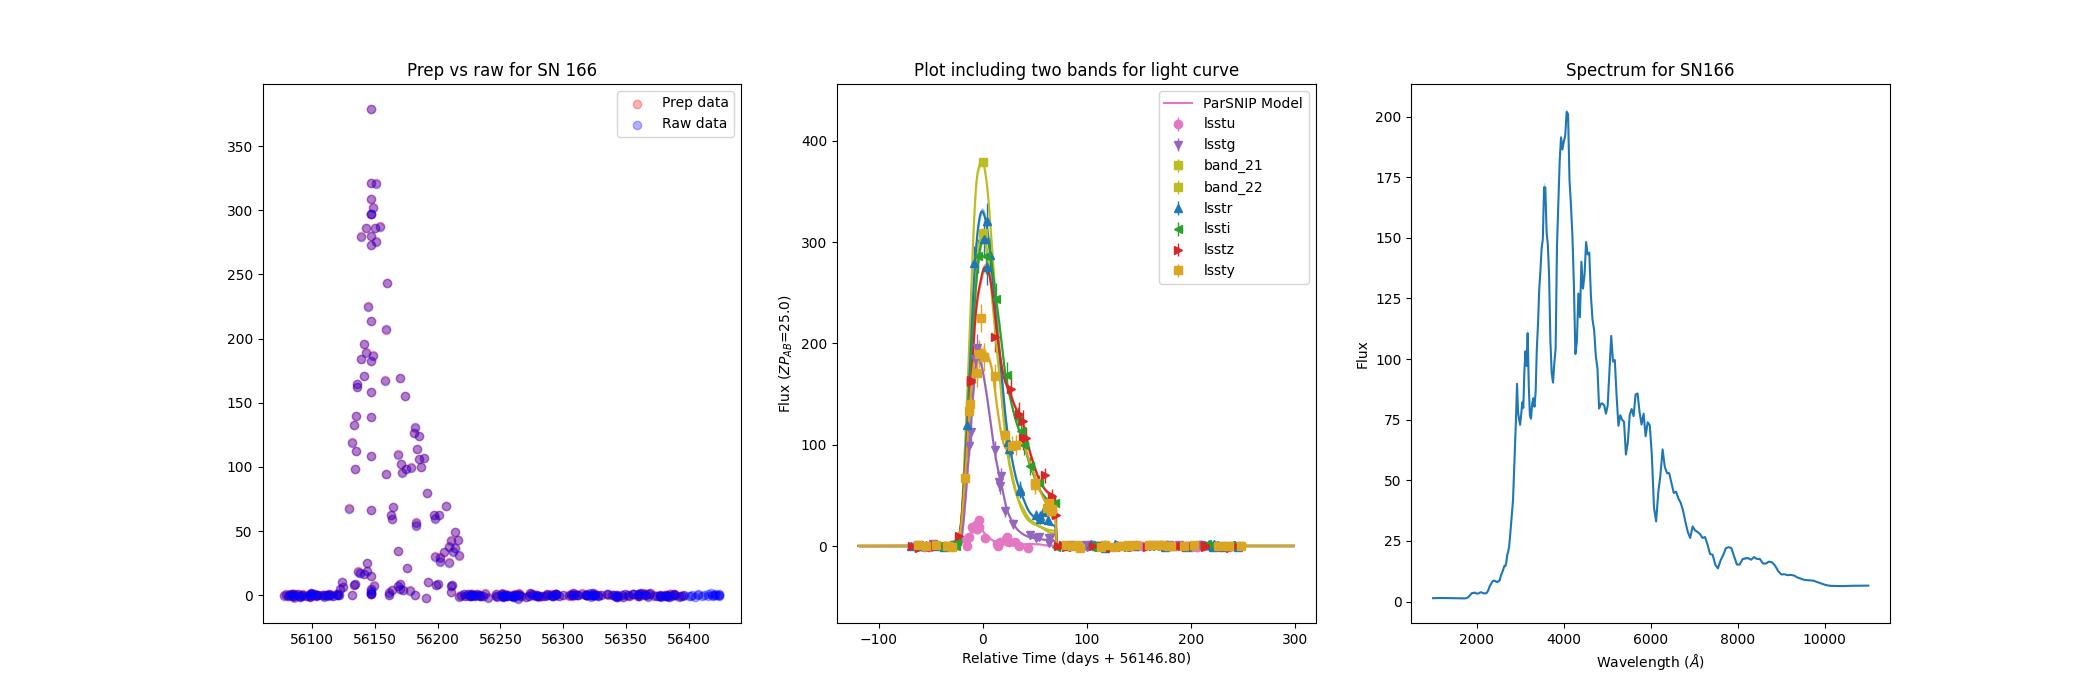 Prep vs raw for SN 166
Prep data
Raw data
350
300
250
200
150
100
50
0
56100
56150
56200
56250
56300
56350
56400
Plot including two bands for light curve
ParSNIP Model
lsstu
lsstg
band_21
band_22
lsstr
lssti
lsstz
lssty
Flux (ZP_AB=25.0)
400
300
200
100
0
−100
0
100
200
300
Relative Time (days + 56146.80)
Spectrum for SN166
Flux
200
175
150
125
100
75
50
25
0
2000
4000
6000
8000
10000
Wavelength (Å)